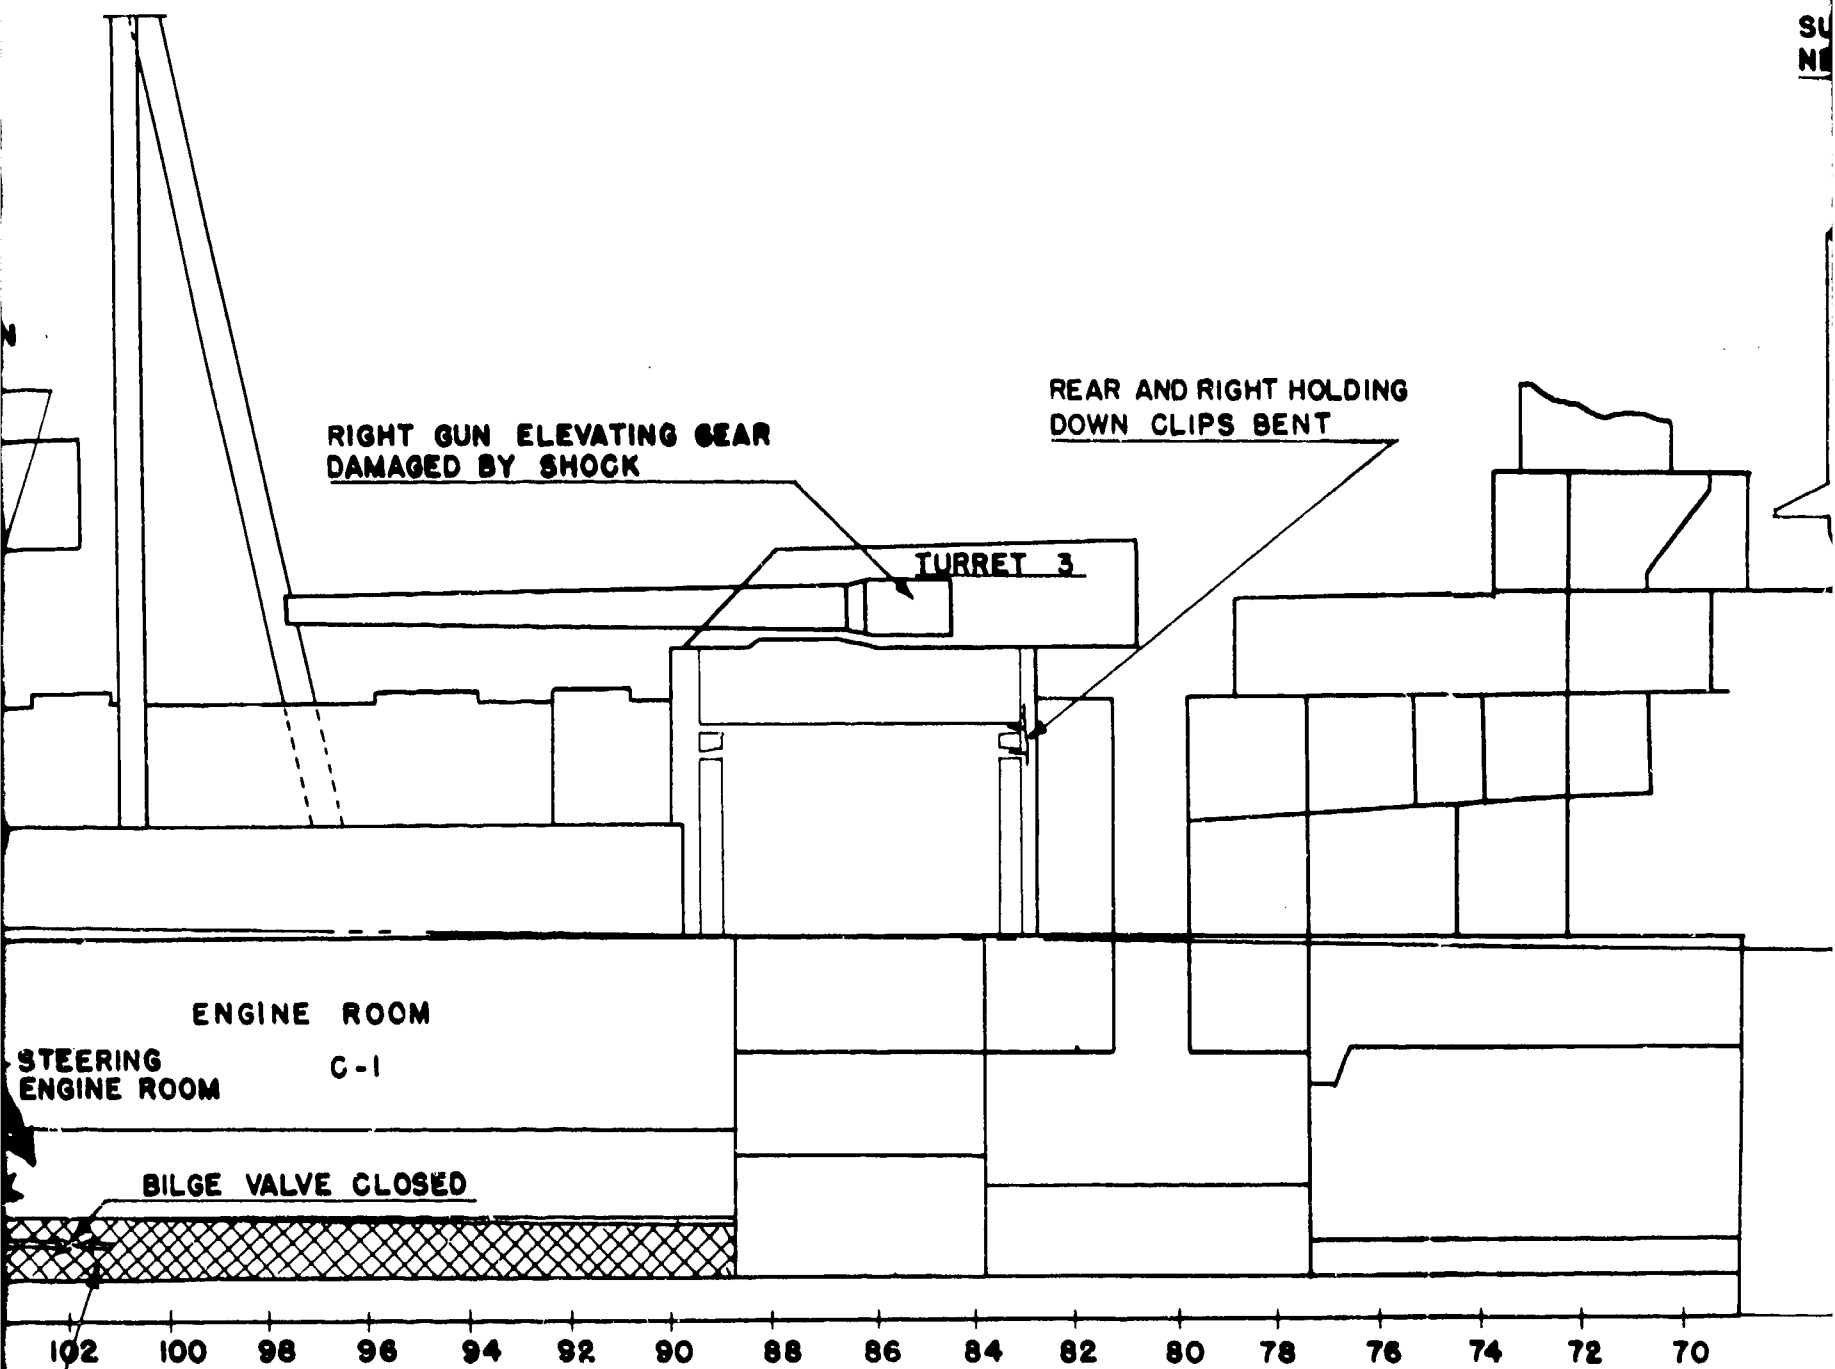 RIGHT GUN ELEVATING GEAR
DAMAGED BY SHOCK
REAR AND RIGHT HOLDING
DOWN CLIPS BENT
TURRET 3
ENGINE ROOM
C-1
STEERING
ENGINE ROOM
BILGE VALVE CLOSED
102 100 98 96 94 92 90 88 86 84 82 80 78 76 74 72 70